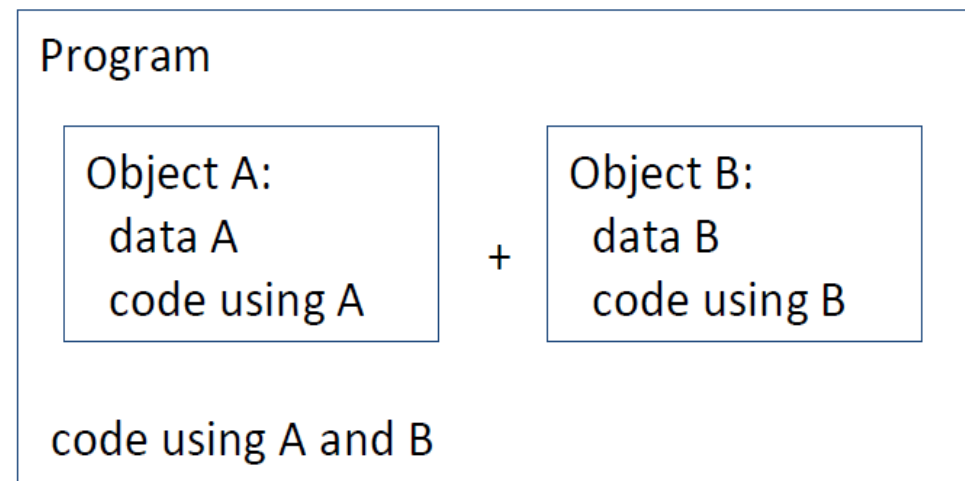 Program
Object A:
data A
code using A
+
Object B:
data B
code using B
code using A and B